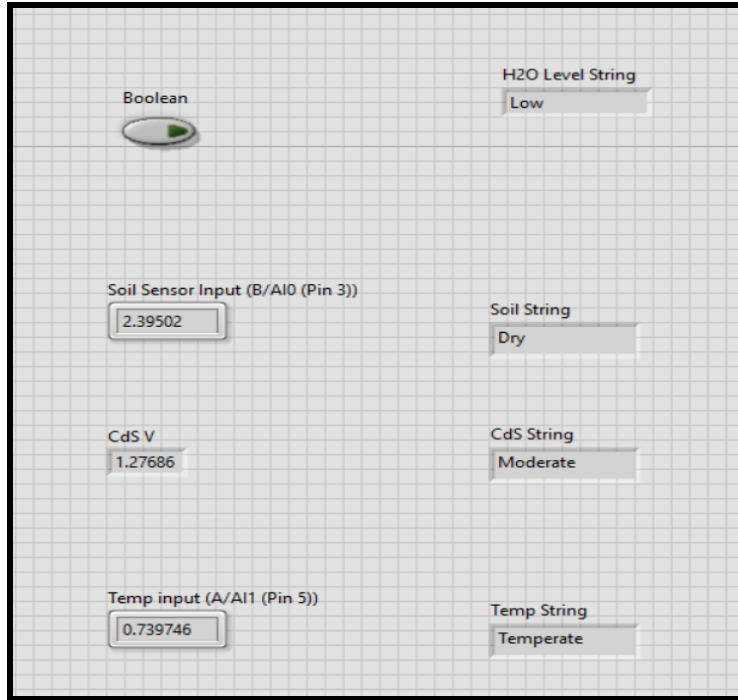 H2O Level String
Boolean
Low
Soil Sensor Input (B/AI0 (Pin 3))
2.39502
Soil String
Dry
CdS V
1.27686
CdS String
Moderate
Temp input (A/AI1 (Pin 5))
0.739746
Temp String
Temperate